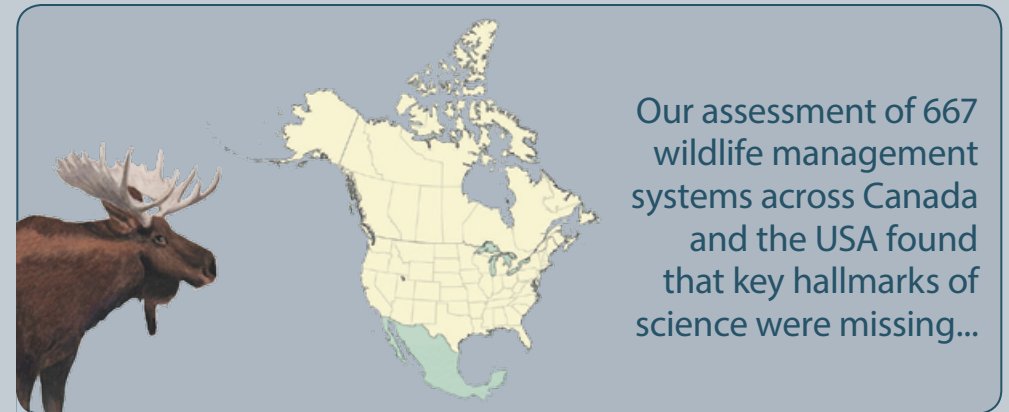 Our assessment of 667
wildlife management
systems across Canada
and the USA found
that key hallmarks of
science were missing...